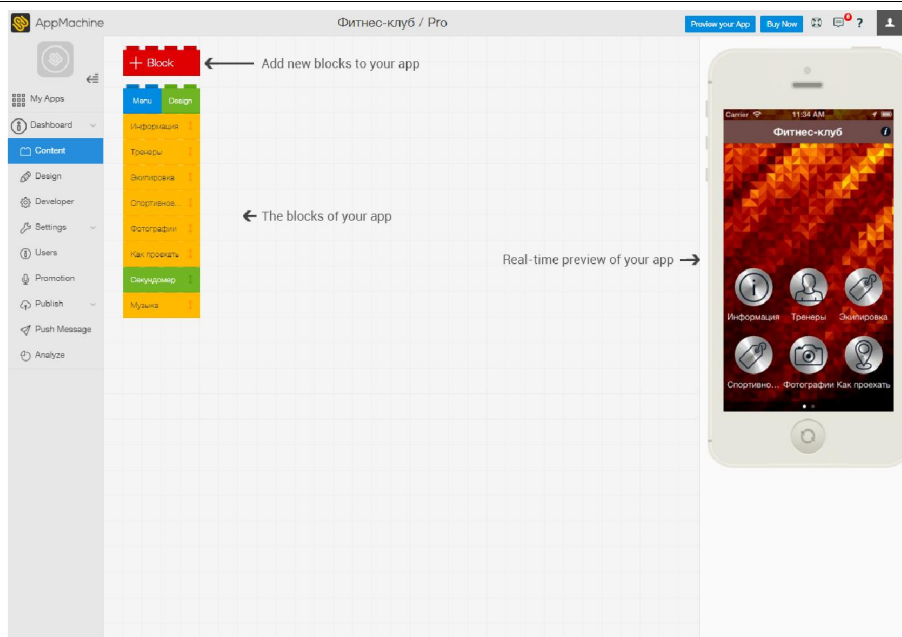 AppMachine
Фитнес-клуб / Pro
Preview your App
Buy Now
6
?
My Apps
Dashboard
Content
Design
Developer
Settings
Users
Promotion
Publish
Push Message
Analyze
+ Block
Add new blocks to your app
Menu
Design
Информация
Тренеры
Экипировка
Спортивное...
Фотографии
Как проехать
Секундомер
Музыка
The blocks of your app
Real-time preview of your app
Carrier
11:34 AM
Фитнес-клуб
Информация
Тренеры
Экипировка
Спортивно...
Фотографии
Как проехать